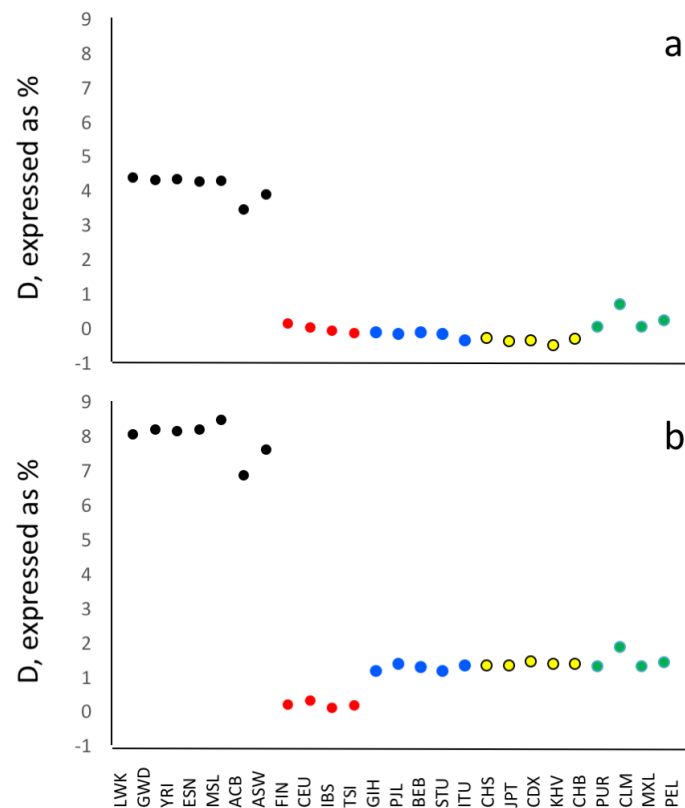 a
D, expressed as %
9
8
7
6
5
4
3
2
1
0
-1
b
D, expressed as %
9
8
7
6
5
4
3
2
1
0
-1
LWK
GWD
YRI
ESN
MSL
ACB
ASW
FIN
CEU
IBS
TSI
GIH
PJL
BEB
STU
ITU
CHS
JPT
CDX
KHV
CHB
PUR
CLM
MXL
PEL